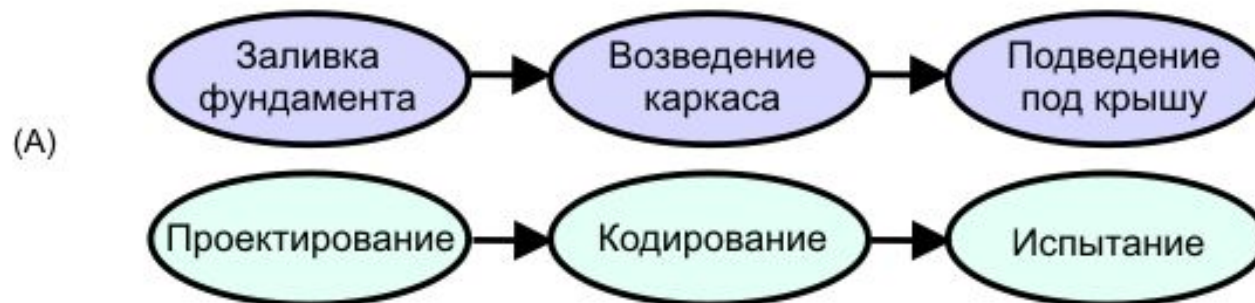 Заливка
фундамента
Возведение
каркаса
Подведение
под крышу
(А)
Проектирование
Кодирование
Испытание